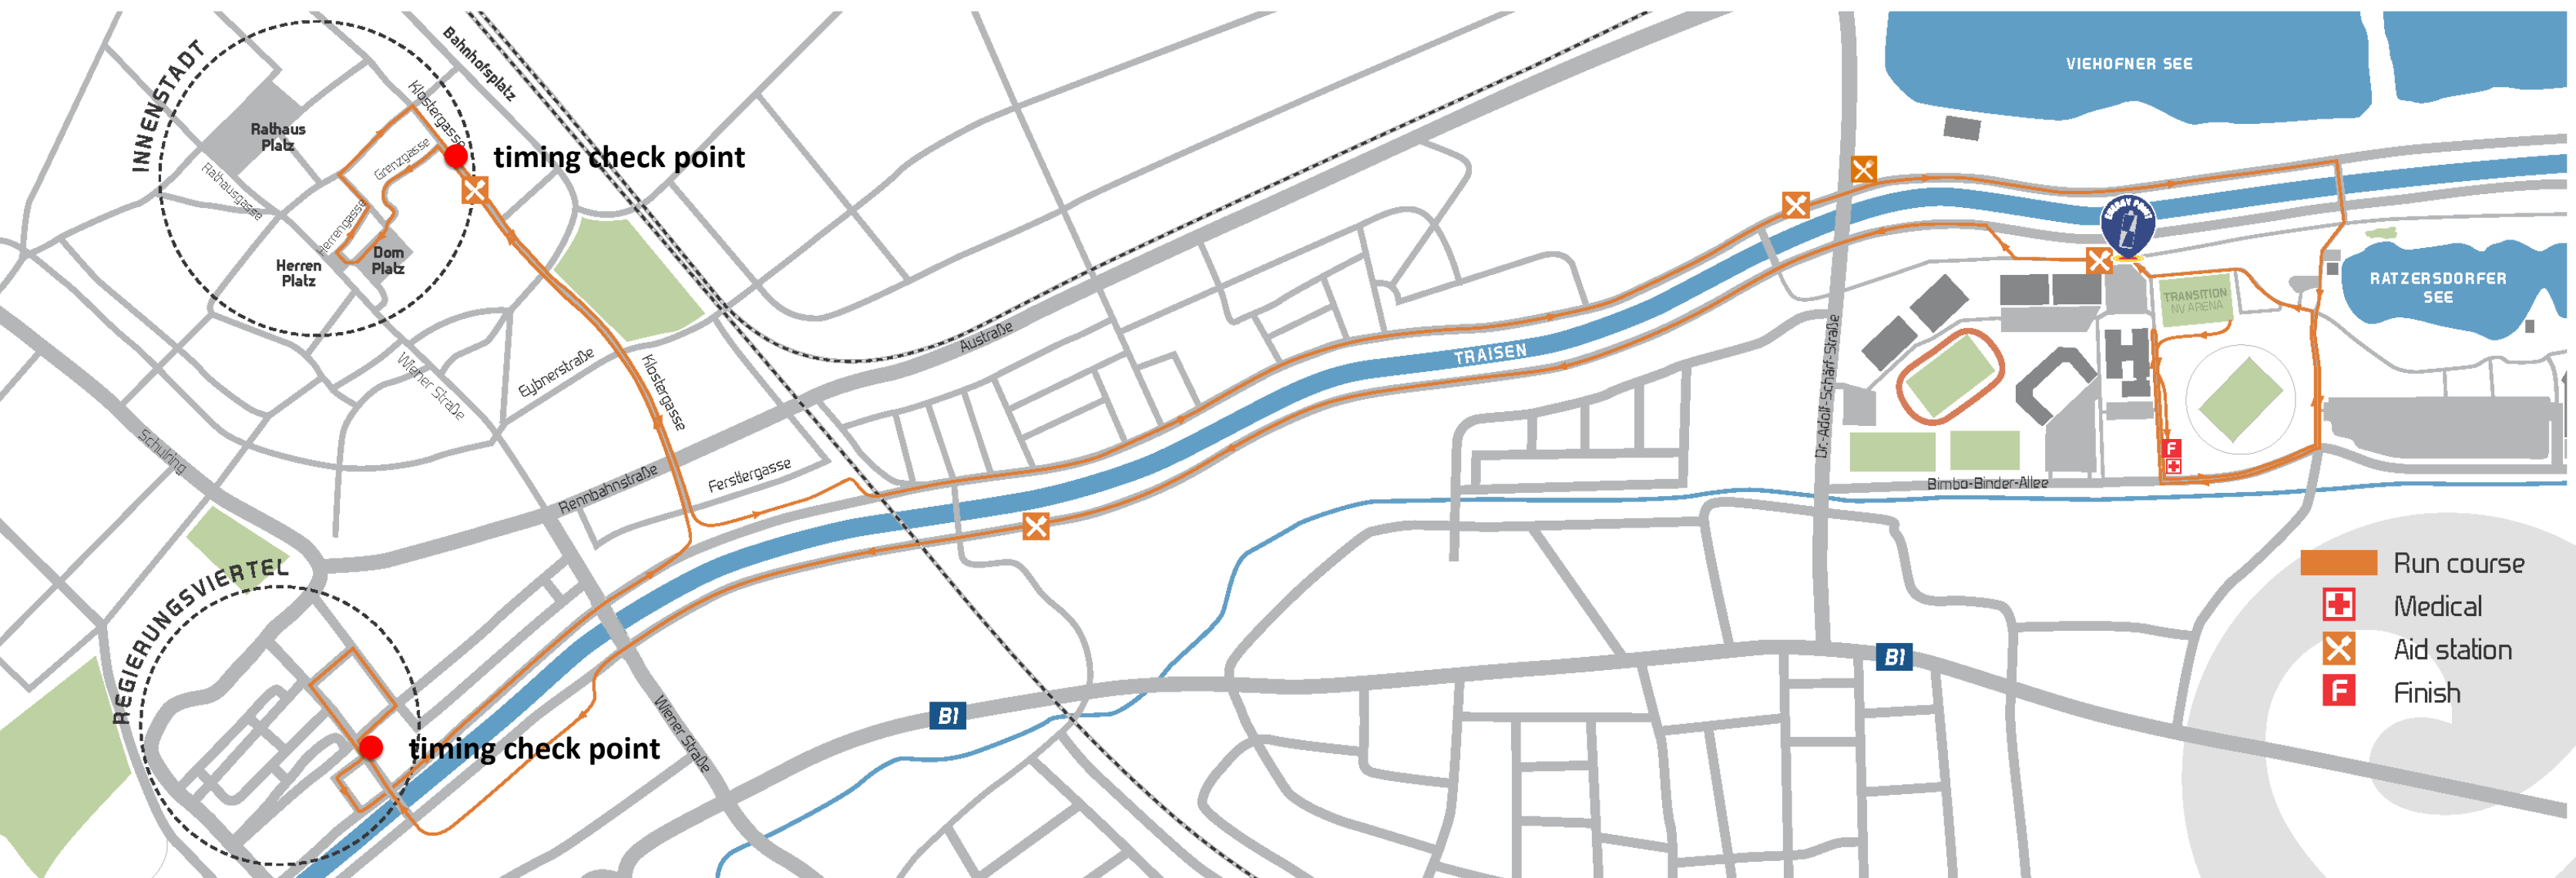 INNENSTADT
Bahnhofsplatz
Klostergasse
Rathaus
Platz
Grenzgasse
Rathausgasse
Herrengasse
Dom
Platz
Herren
Platz
timing check point
VIEHOFNER SEE
ENERGY POINT
RATZERSDORFER
SEE
TRANSITION
NV ARENA
Austraße
TRAISEN
Dr.-Adolf-Schärf-Straße
Eybnerstraße
Klostergasse
Wiener Straße
Schulring
Rennbahnstraße
Ferstlergasse
F
Bimbo-Binder-Allee
REGIERUNGSVIERTEL
timing check point
Wiener Straße
B1
B1
Run course
Medical
Aid station
F Finish